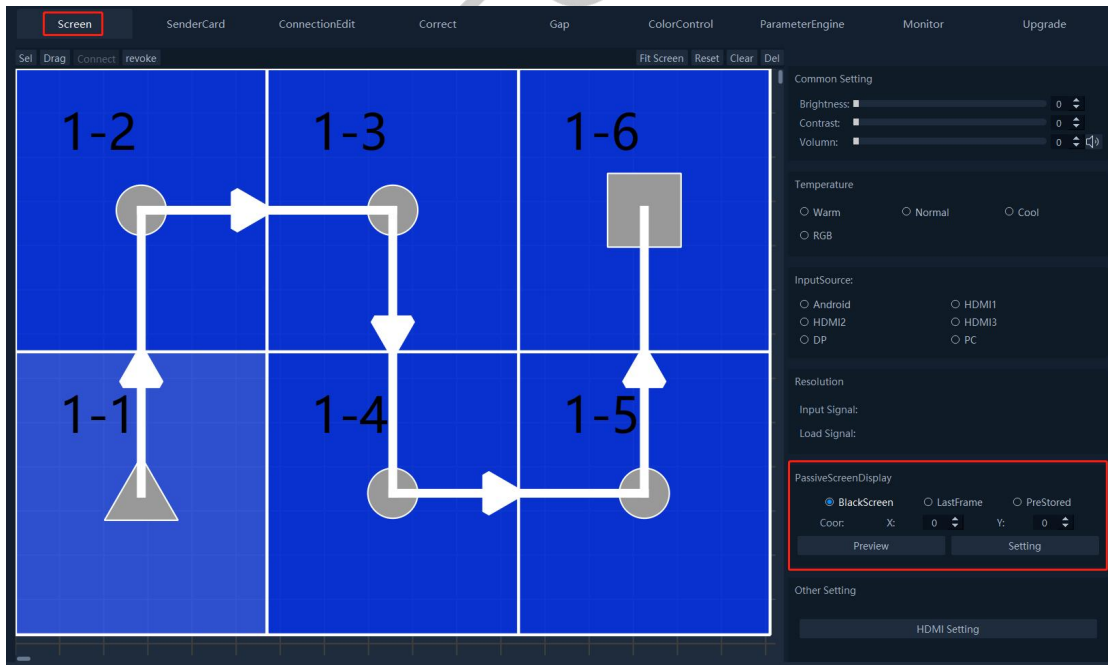 Screen SenderCard ConnectionEdit Correct Gap ColorControl ParameterEngine Monitor Upgrade
Sel Drag Connect revoke Fit Screen Reset Clear Del
1-2 1-3 1-6
1-1 1-4 1-5
Common Setting
Brightness: 0
Contrast: 0
Volumn: 0
Temperature
Warm Normal Cool
RGB
InputSource:
Android HDMI1
HDMI2 HDMI3
DP PC
Resolution
Input Signal:
Load Signal:
PassiveScreenDisplay
BlackScreen LastFrame PreStored
Coor: X: 0 Y: 0
Preview Setting
Other Setting
HDMI Setting